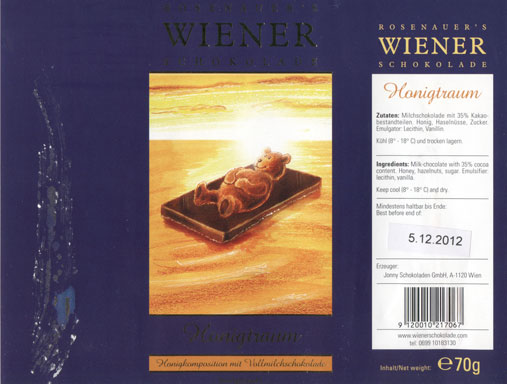 ROSENAUER'S
WIENER
SCHOKOLADE
Honigtraum
Honigkomposition mit Vollmilchschokolade
ROSENAUER'S
WIENER
SCHOKOLADE
Honigtraum
Zutaten: Milchschokolade mit 35% Kakao-
bestandteilen. Honig, Haselnüsse, Zucker.
Emulgator: Lecithin, Vanillin.
Kühl (8° - 18° C) und trocken lagern.
Ingredients: Milk-chocolate with 35% cocoa
content. Honey, hazelnuts, sugar. Emulsifier:
lecithin, vanilla.
Keep cool (8° - 18° C) and dry.
Mindestens haltbar bis Ende:
Best before end of:
5.12.2012
Erzeuger:
Jonny Schokoladen GmbH, A-1120 Wien
9 120010 217067
www.wienerschokolade.com
tel. 0699 10183130
Inhalt/Net weight: e 70g